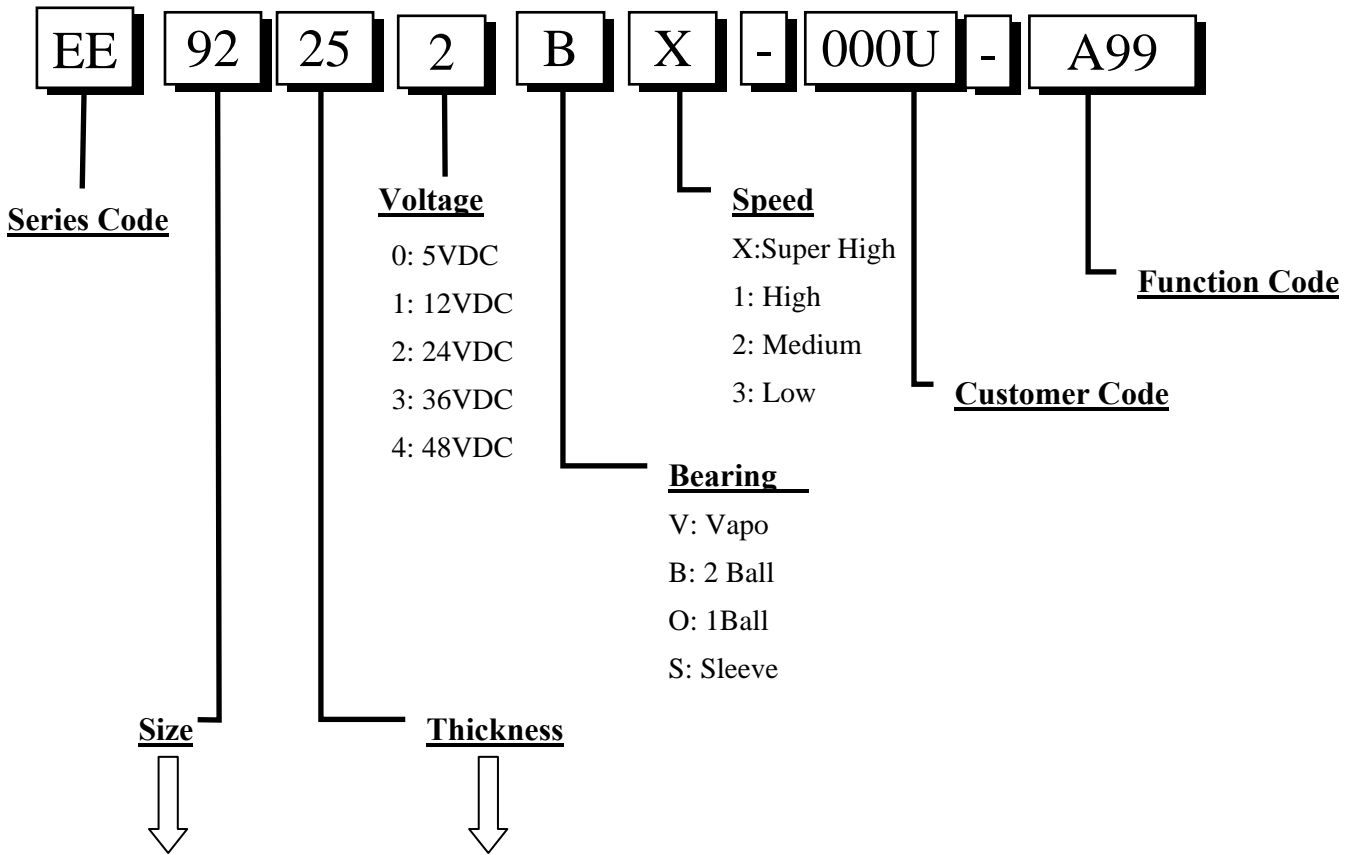 EE 92 25 2 B X - 000U - A99
Series Code
Voltage
0: 5VDC
1: 12VDC
2: 24VDC
3: 36VDC
4: 48VDC
Speed
X:Super High
1: High
2: Medium
3: Low
Function Code
Customer Code
Bearing
V: Vapo
B: 2 Ball
O: 1Ball
S: Sleeve
Size
Thickness